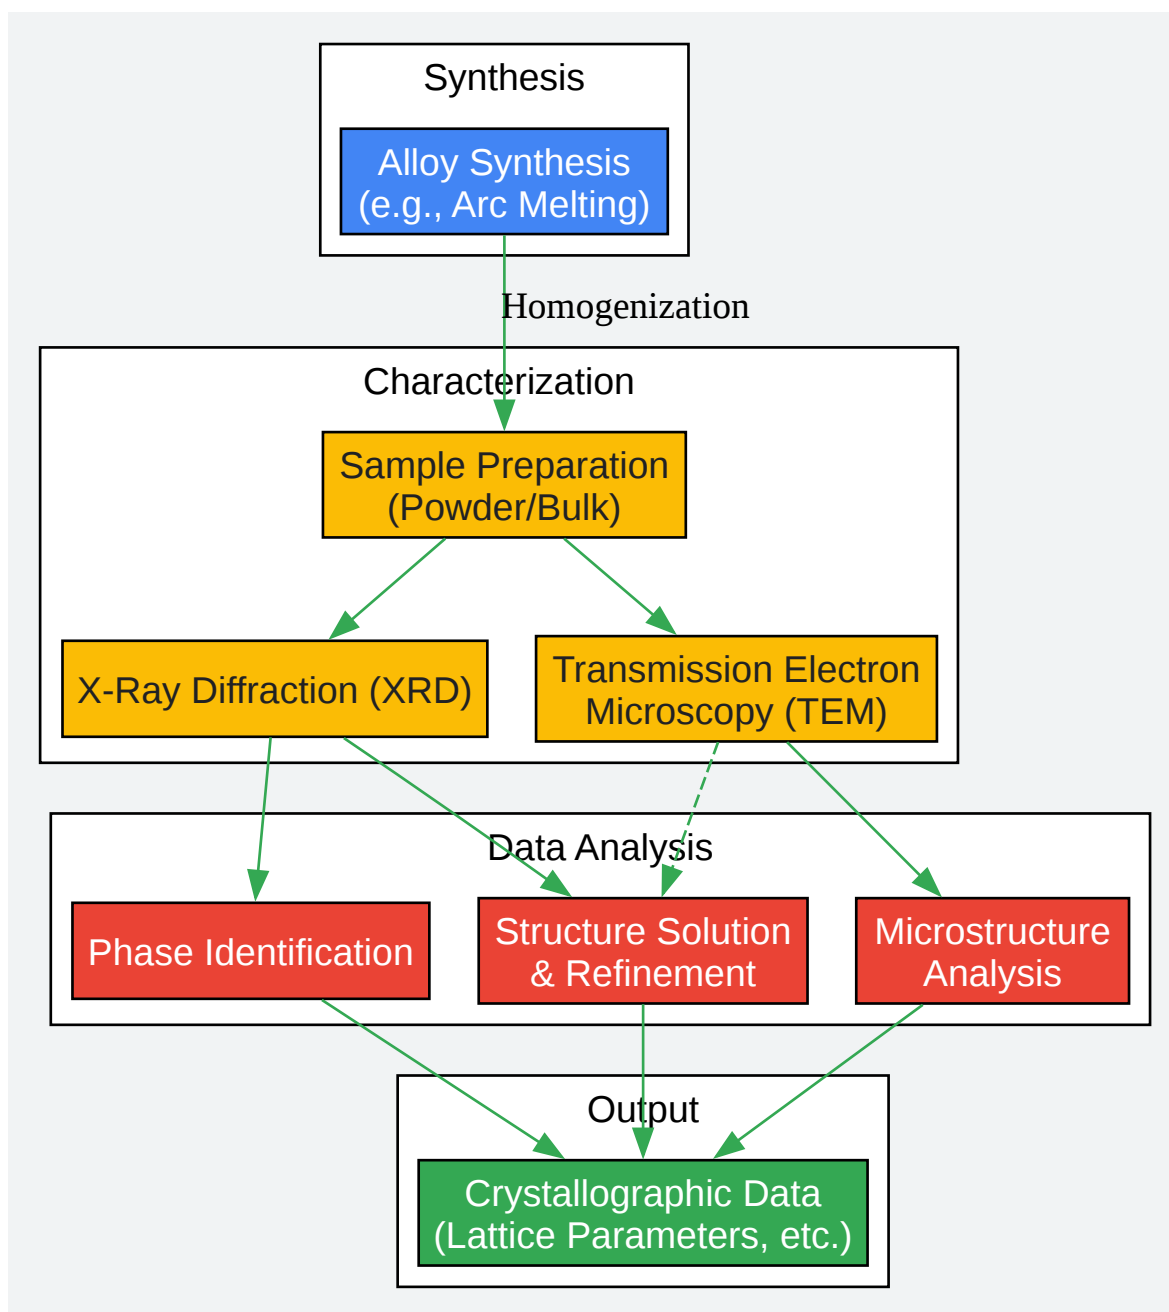 Synthesis
Alloy Synthesis
(e.g., Arc Melting)
Homogenization
Characterization
Sample Preparation
(Powder/Bulk)
X-Ray Diffraction (XRD)
Transmission Electron
Microscopy (TEM)
Data Analysis
Phase Identification
Structure Solution
& Refinement
Microstructure
Analysis
Output
Crystallographic Data
(Lattice Parameters, etc.)